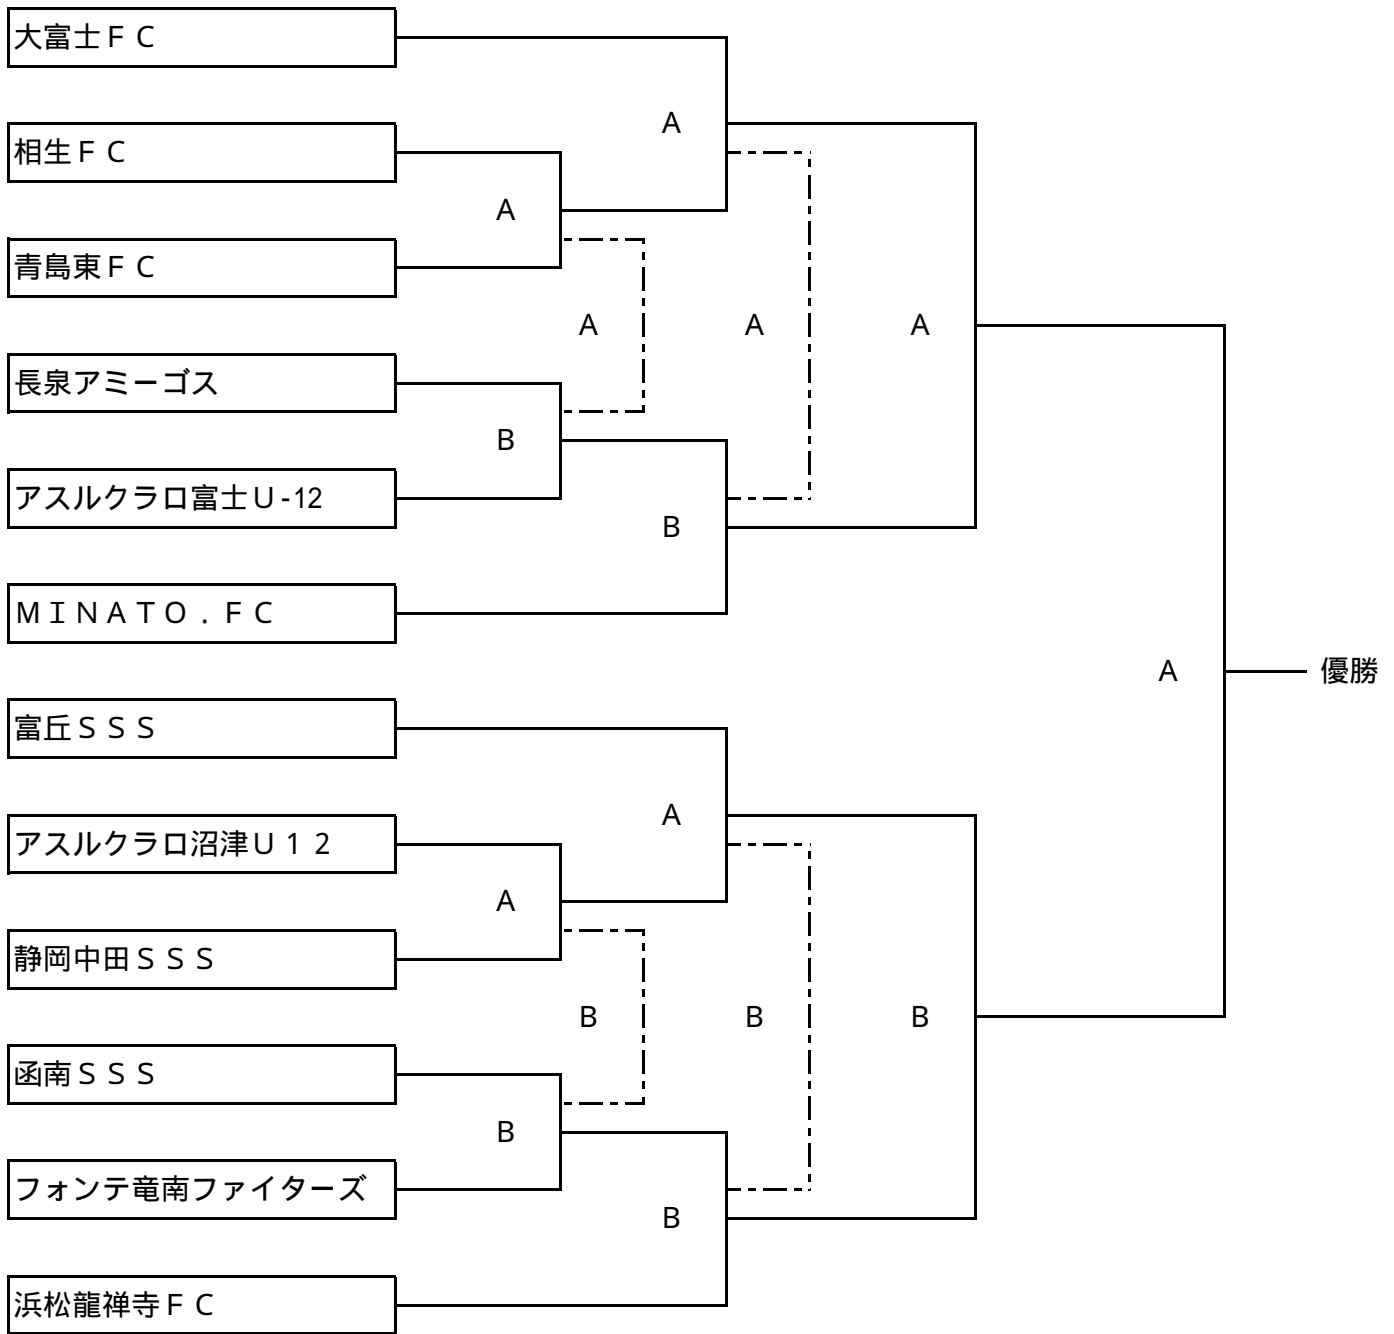 大富士ＦＣ
A
相生ＦＣ
A
青島東ＦＣ
A A A
長泉アミーゴス
B
アスルクラロ富士Ｕ-12
B
ＭＩＮＡＴＯ．ＦＣ
A 優勝
富丘ＳＳＳ
A
アスルクラロ沼津Ｕ１２
A
静岡中田ＳＳＳ
B B B
函南ＳＳＳ
B
フォンテ竜南ファイターズ
B
浜松龍禅寺ＦＣ